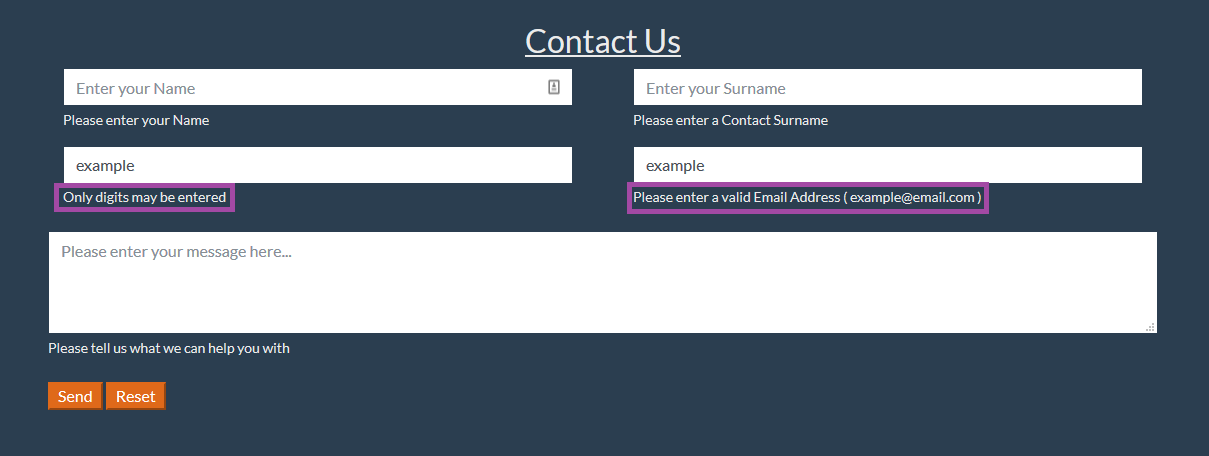 Contact Us
Enter your Name
Enter your Surname
Please enter your Name
Please enter a Contact Surname
example
example
Only digits may be entered
Please enter a valid Email Address ( example@email.com )
Please enter your message here...
Please tell us what we can help you with
Send
Reset